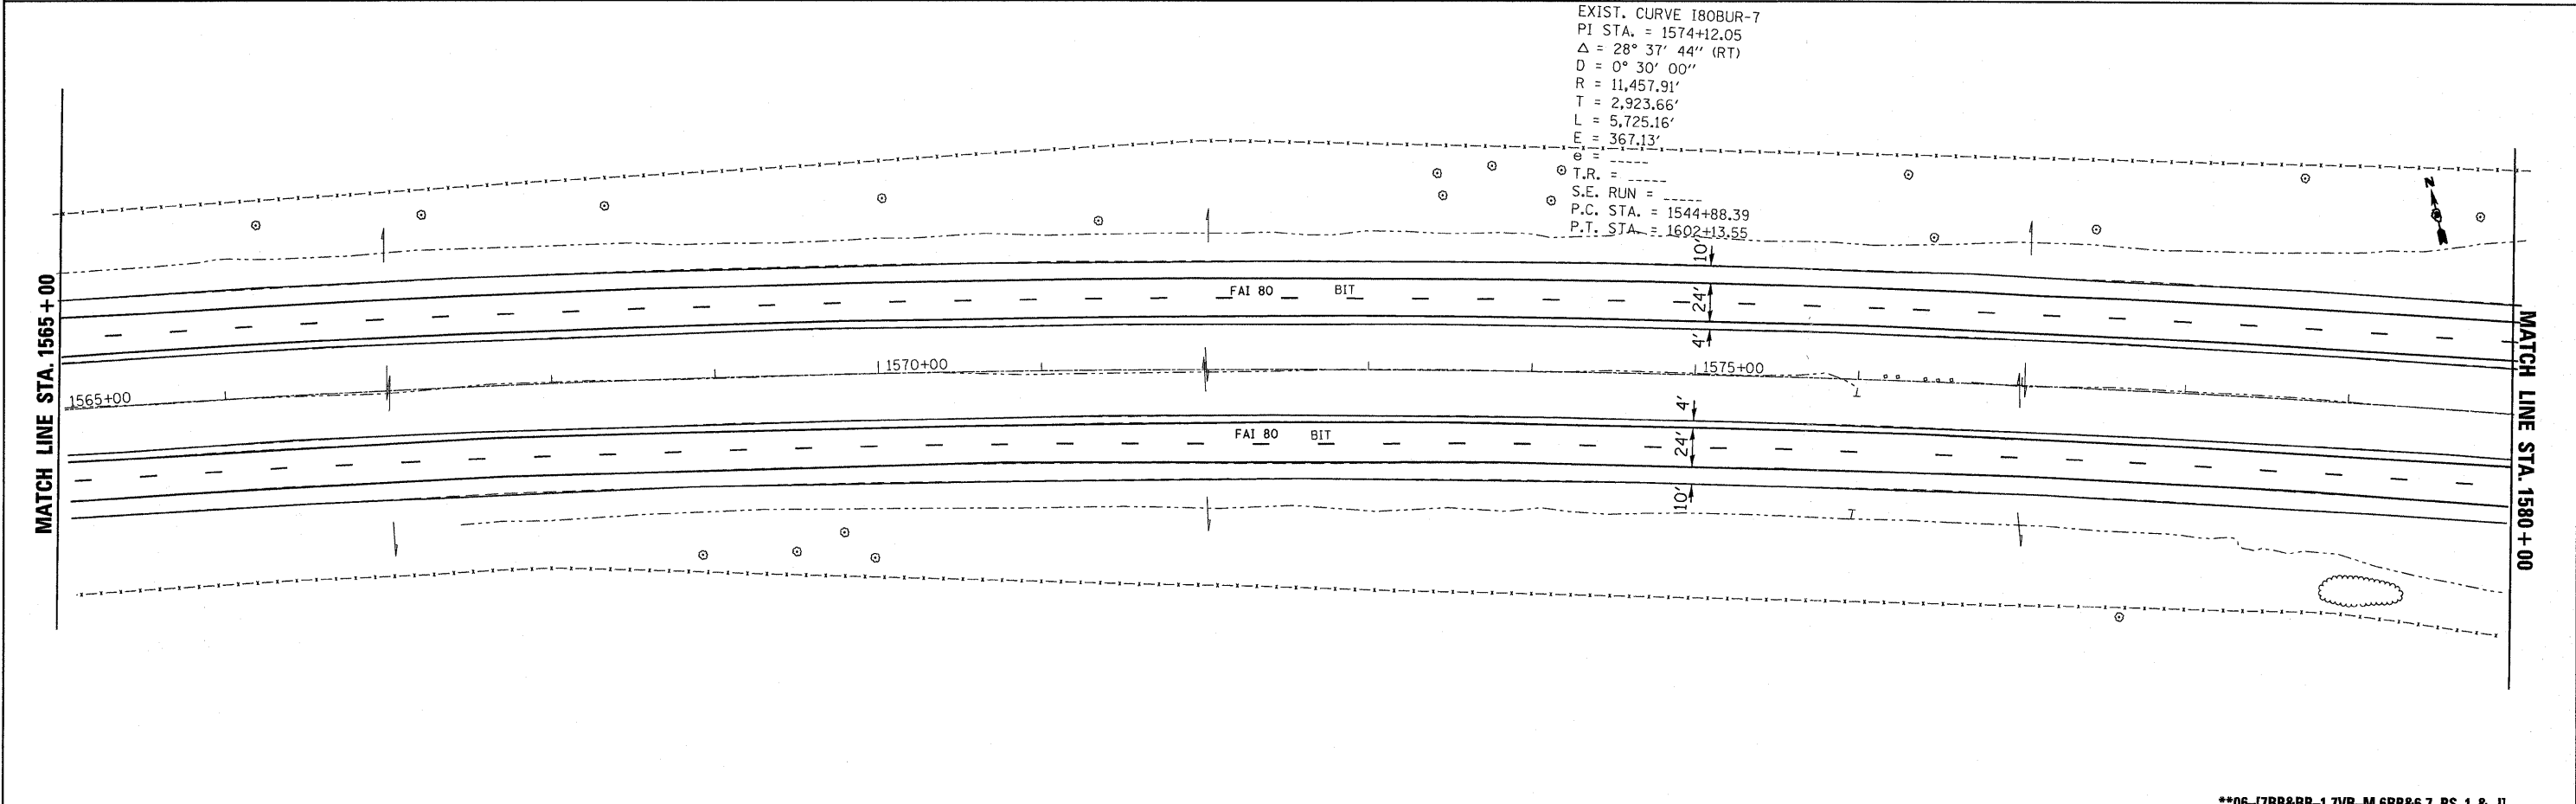 EXIST. CURVE I80BUR-7
PI STA. = 1574+12.05
Δ = 28° 37' 44" (RT)
D = 0° 30' 00"
R = 11,457.91'
T = 2,923.66'
L = 5,725.16'
E = 367.13'
e = _____
T.R. = _____
S.E. RUN = _____
P.C. STA. = 1544+88.39
P.T. STA. = 1602+13.55
N
10'
FAI 80 BIT
24'
4'
MATCH LINE STA. 1565+00
1565+00
1570+00
1575+00
MATCH LINE STA. 1580+00
4'
FAI 80 BIT
24'
10'